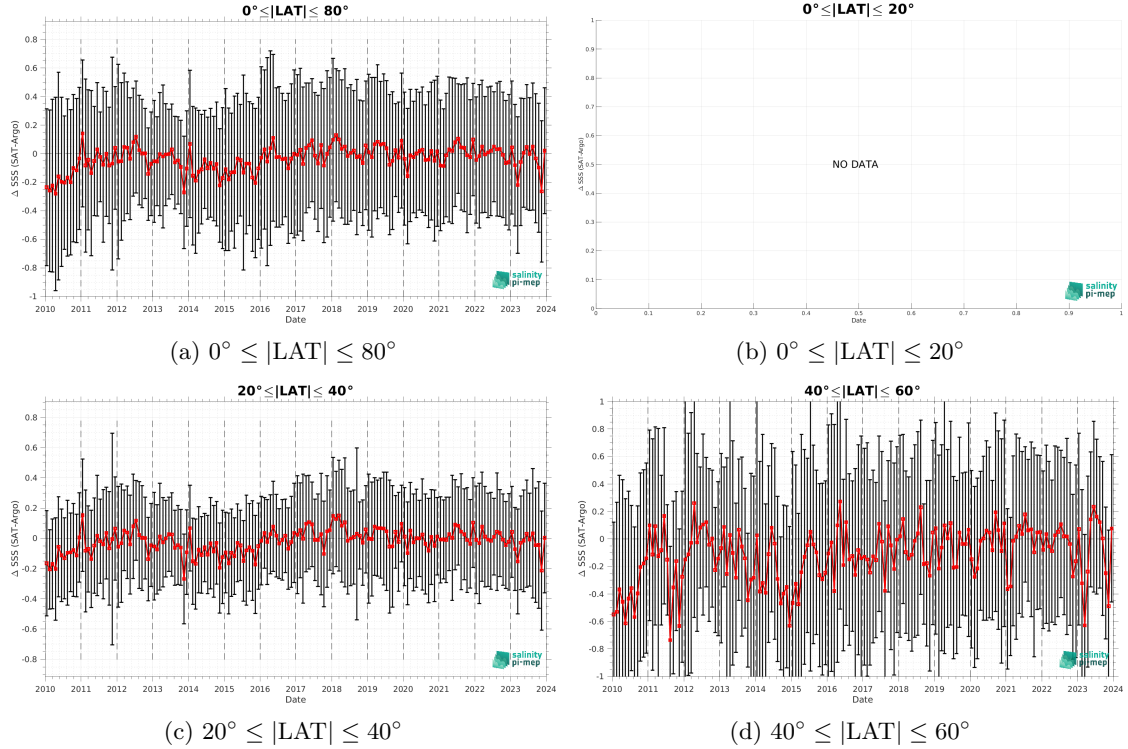 0°≤|LAT|≤ 80°
Δ SSS (SAT-Argo)
0.8
0.6
0.4
0.2
0
-0.2
-0.4
-0.6
-0.8
-1
2010 2011 2012 2013 2014 2015 2016 2017 2018 2019 2020 2021 2022 2023 2024
Date
salinity
pi-mep
(a) 0° ≤ |LAT| ≤ 80°
0°≤|LAT|≤ 20°
Δ SSS (SAT-Argo)
1
0.9
0.8
0.7
0.6
0.5
0.4
0.3
0.2
0.1
0
NO DATA
0 0.1 0.2 0.3 0.4 0.5 0.6 0.7 0.8 0.9 1
Date
salinity
pi-mep
(b) 0° ≤ |LAT| ≤ 20°
20°≤|LAT|≤ 40°
Δ SSS (SAT-Argo)
0.8
0.6
0.4
0.2
0
-0.2
-0.4
-0.6
-0.8
2010 2011 2012 2013 2014 2015 2016 2017 2018 2019 2020 2021 2022 2023 2024
Date
salinity
pi-mep
(c) 20° ≤ |LAT| ≤ 40°
40°≤|LAT|≤ 60°
Δ SSS (SAT-Argo)
1
0.8
0.6
0.4
0.2
0
-0.2
-0.4
-0.6
-0.8
-1
2010 2011 2012 2013 2014 2015 2016 2017 2018 2019 2020 2021 2022 2023 2024
Date
salinity
pi-mep
(d) 40° ≤ |LAT| ≤ 60°